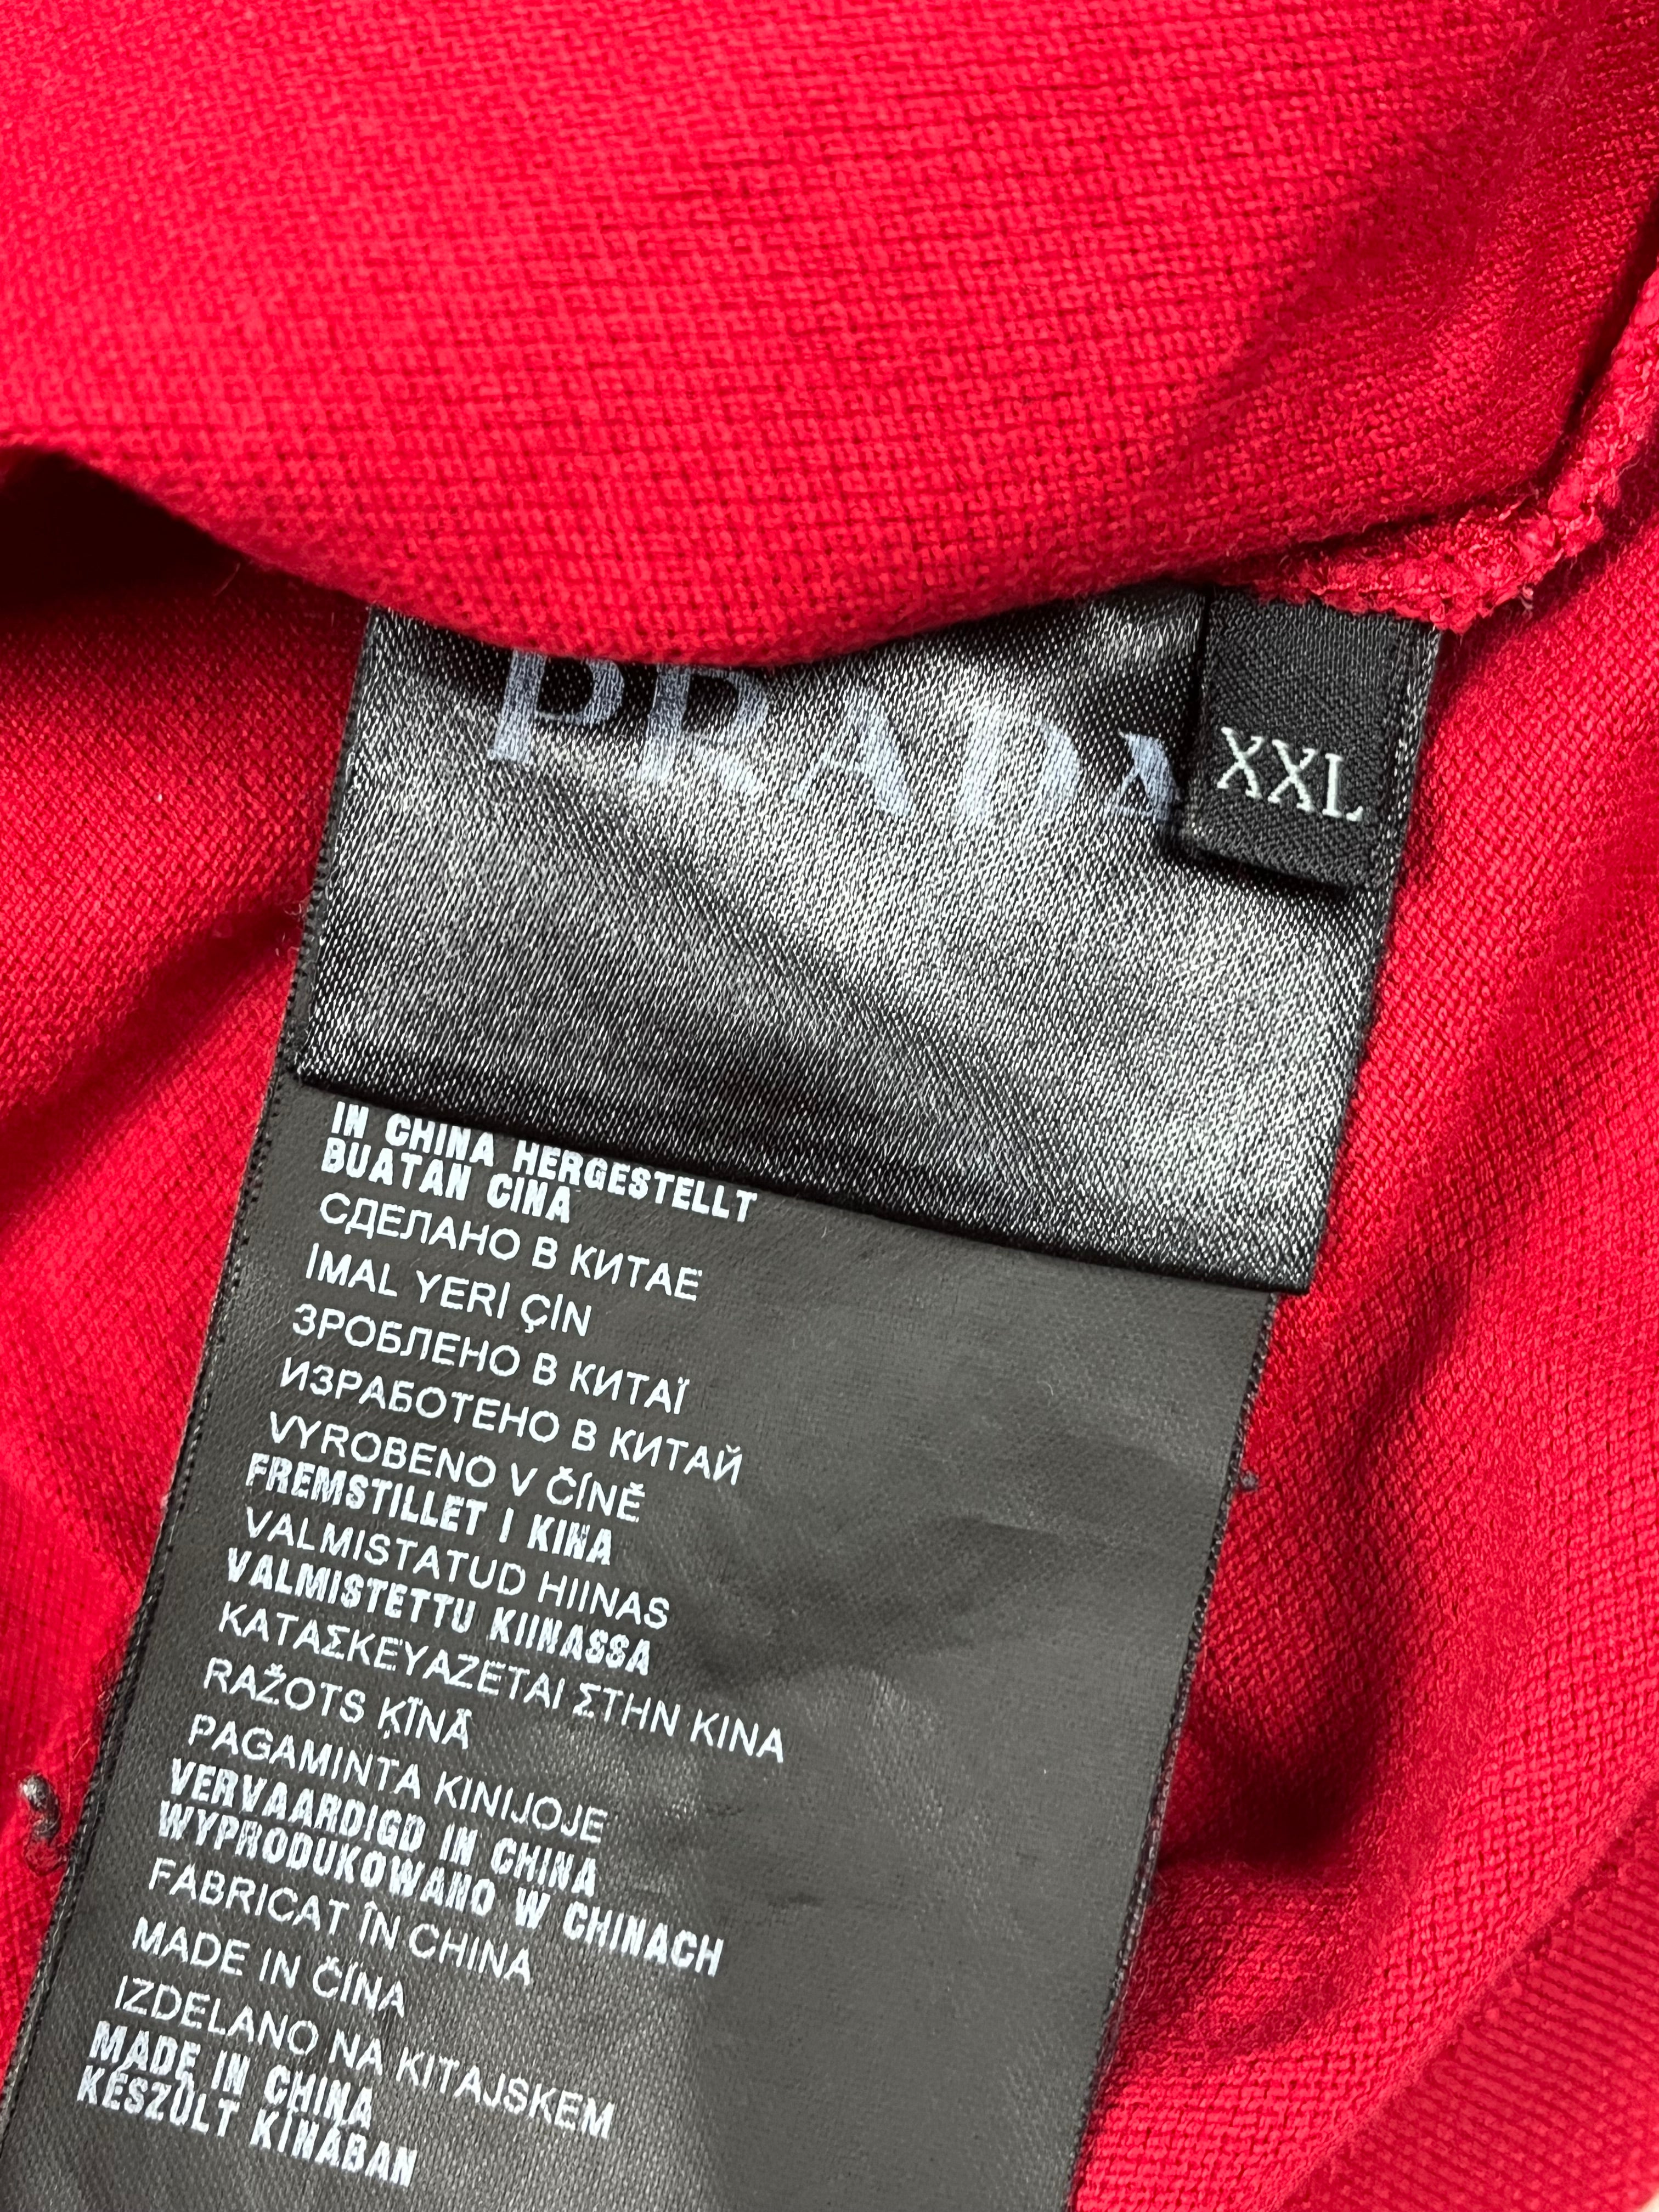 PRADA
XXL
IN CHINA HERGESTELLT
BUATAN CINA
СДЕЛАНО В КИТАЕ
İMAL YERİ ÇİN
ЗРОБЛЕНО В КИТАЇ
ИЗРАБОТЕНО В КИТАЙ
VYROBENO V ČÍNĚ
FREMSTILLET I KINA
VALMISTATUD HIINAS
VALMISTETTU KIINASSA
ΚΑΤΑΣΚΕΥΑΖΕΤΑΙ ΣΤΗΝ ΚΙΝΑ
RAŽOTS ĶĪNĀ
PAGAMINTA KINIJOJE
VERVAARDIGD IN CHINA
WYPRODUKOWANO W CHINACH
FABRICAT ÎN CHINA
MADE IN ČÍNA
IZDELANO NA KITAJSKEM
MADE IN CHINA
KÉSZÜLT KÍNÁBAN